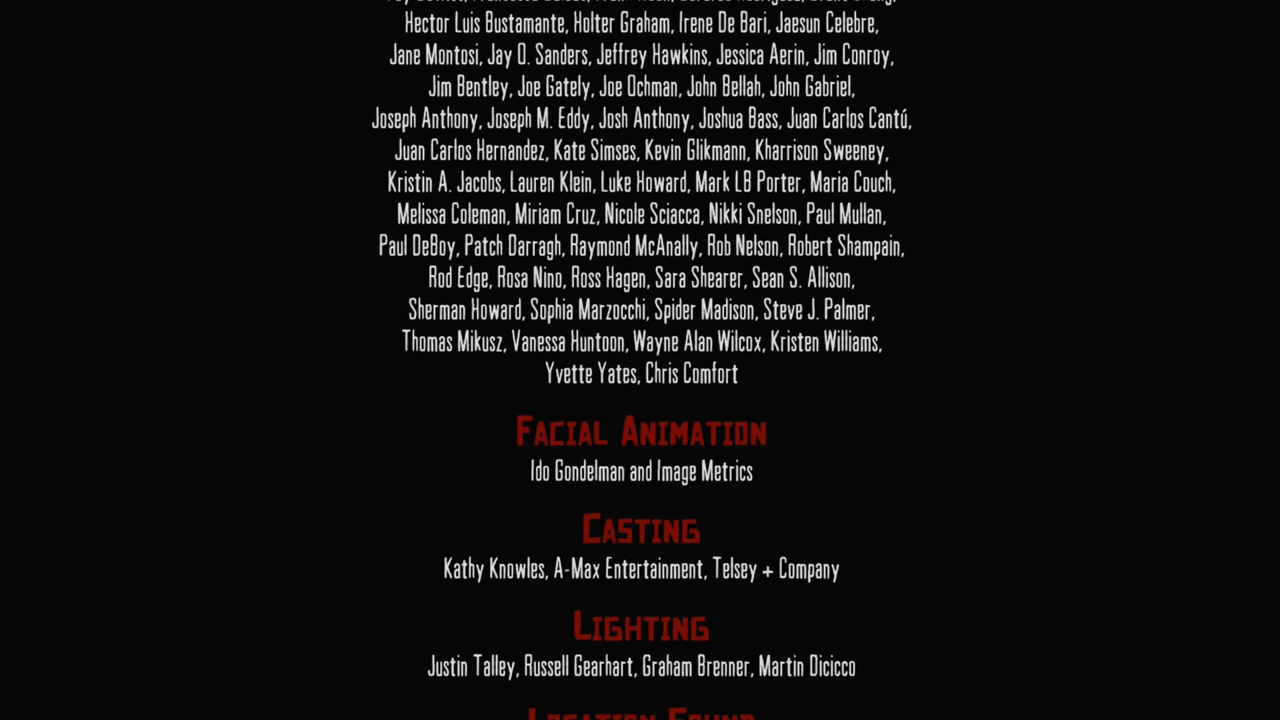 Hector Luis Bustamante, Holter Graham, Irene De Bari, Jaesun Celebre,
Jane Montosi, Jay O. Sanders, Jeffrey Hawkins, Jessica Aerin, Jim Conroy,
Jim Bentley, Joe Gately, Joe Ochman, John Bellah, John Gabriel,
Joseph Anthony, Joseph M. Eddy, Josh Anthony, Joshua Bass, Juan Carlos Cantú,
Juan Carlos Hernandez, Kate Simses, Kevin Glikmann, Kharrison Sweeney,
Kristin A. Jacobs, Lauren Klein, Luke Howard, Mark LB Porter, Maria Couch,
Melissa Coleman, Miriam Cruz, Nicole Sciacca, Nikki Snelson, Paul Mullan,
Paul DeBoy, Patch Darragh, Raymond McAnally, Rob Nelson, Robert Shampain,
Rod Edge, Rosa Nino, Ross Hagen, Sara Shearer, Sean S. Allison,
Sherman Howard, Sophia Marzocchi, Spider Madison, Steve J. Palmer,
Thomas Mikusz, Vanessa Huntoon, Wayne Alan Wilcox, Kristen Williams,
Yvette Yates, Chris Comfort
FACIAL ANIMATION
Ido Gondelman and Image Metrics
CASTING
Kathy Knowles, A-Max Entertainment, Telsey + Company
LIGHTING
Justin Talley, Russell Gearhart, Graham Brenner, Martin Dicicco
LOCATION SOUND